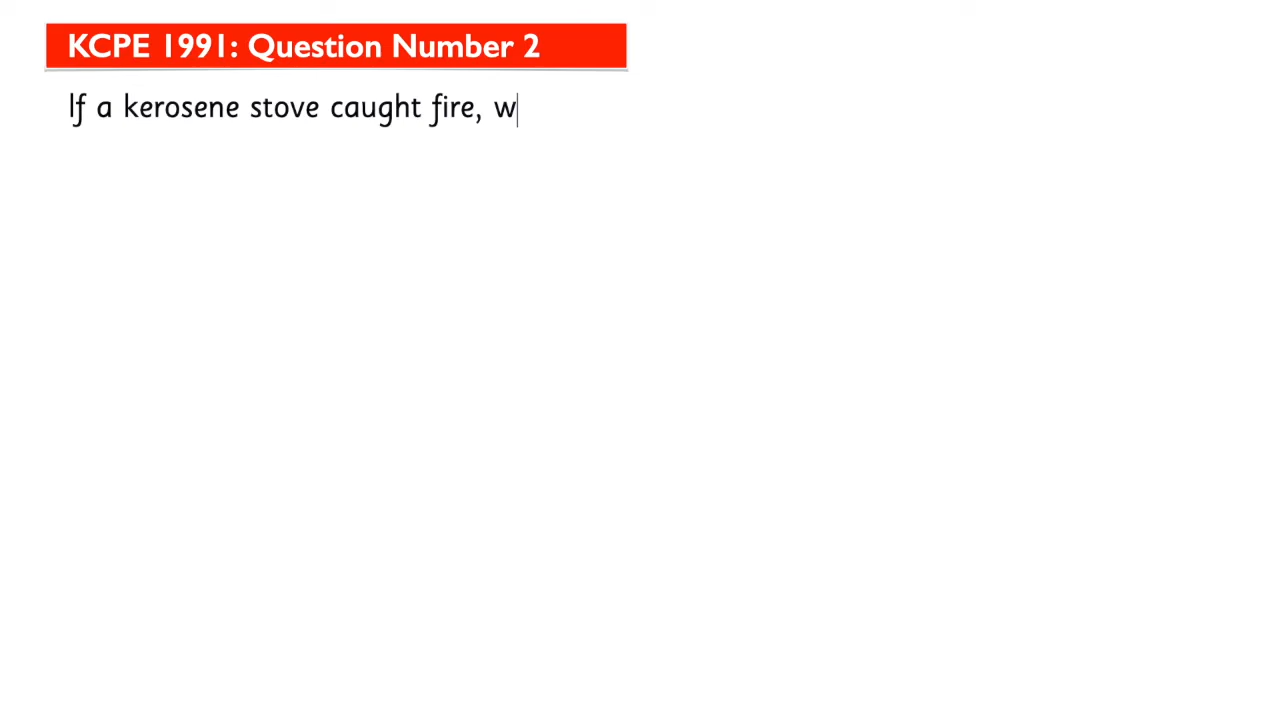 KCPE 1991: Question Number 2
If a kerosene stove caught fire, w